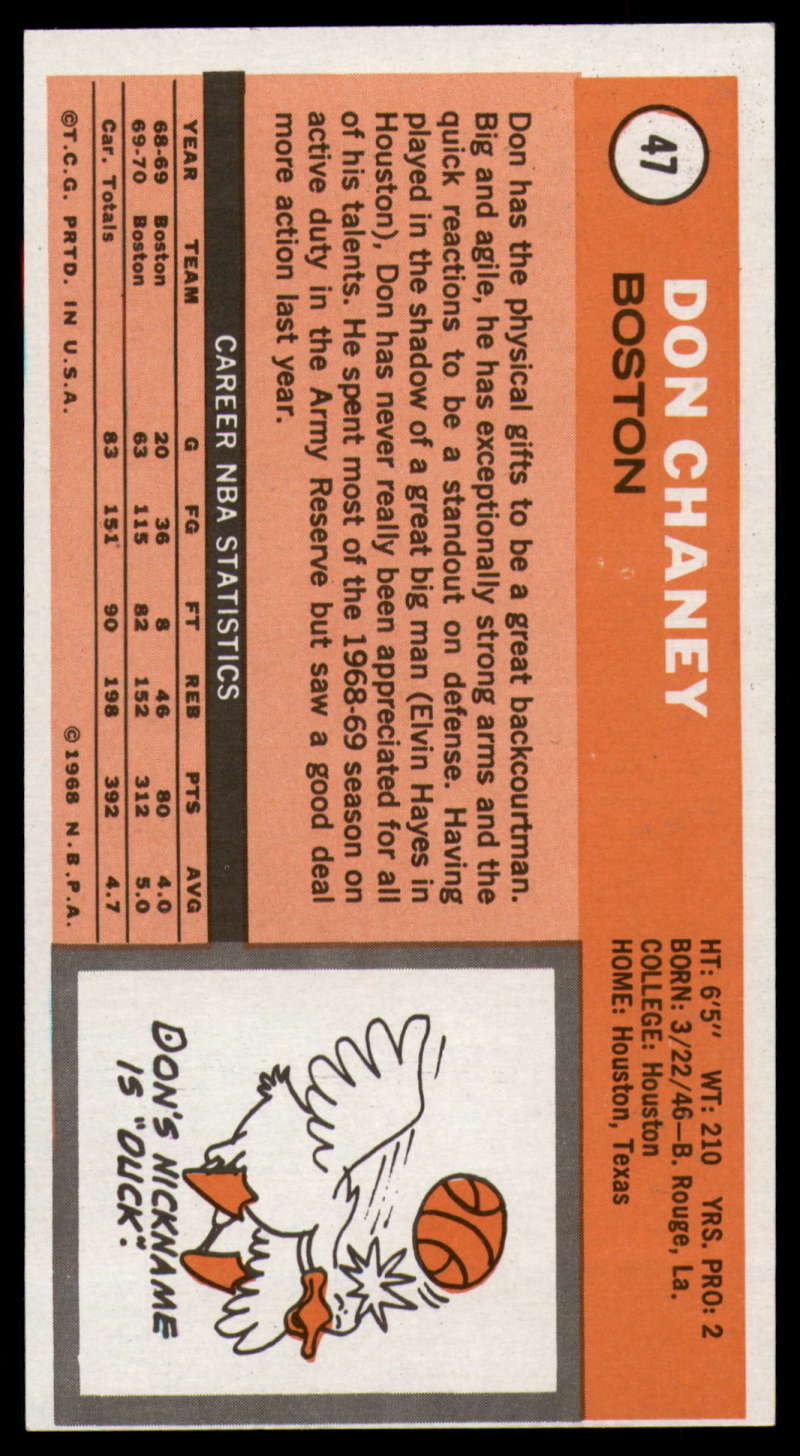 47
DON CHANEY
BOSTON
HT: 6'5" WT: 210 YRS. PRO: 2
BORN: 3/22/46—B. Rouge, La.
COLLEGE: Houston
HOME: Houston, Texas
Don has the physical gifts to be a great backcourtman.
Big and agile, he has exceptionally strong arms and the
quick reactions to be a standout on defense. Having
played in the shadow of a great big man (Elvin Hayes in
Houston), Don has never really been appreciated for all
of his talents. He spent most of the 1968-69 season on
active duty in the Army Reserve but saw a good deal
more action last year.
CAREER NBA STATISTICS
YEAR TEAM G FG FT REB PTS AVG
68-69 Boston 20 36 8 46 80 4.0
69-70 Boston 63 115 82 152 312 5.0
Car. Totals 83 151 90 198 392 4.7
©T.C.G. PRTD. IN U.S.A. ©1968 N.B.P.A.
DON'S NICKNAME
IS "DUCK".